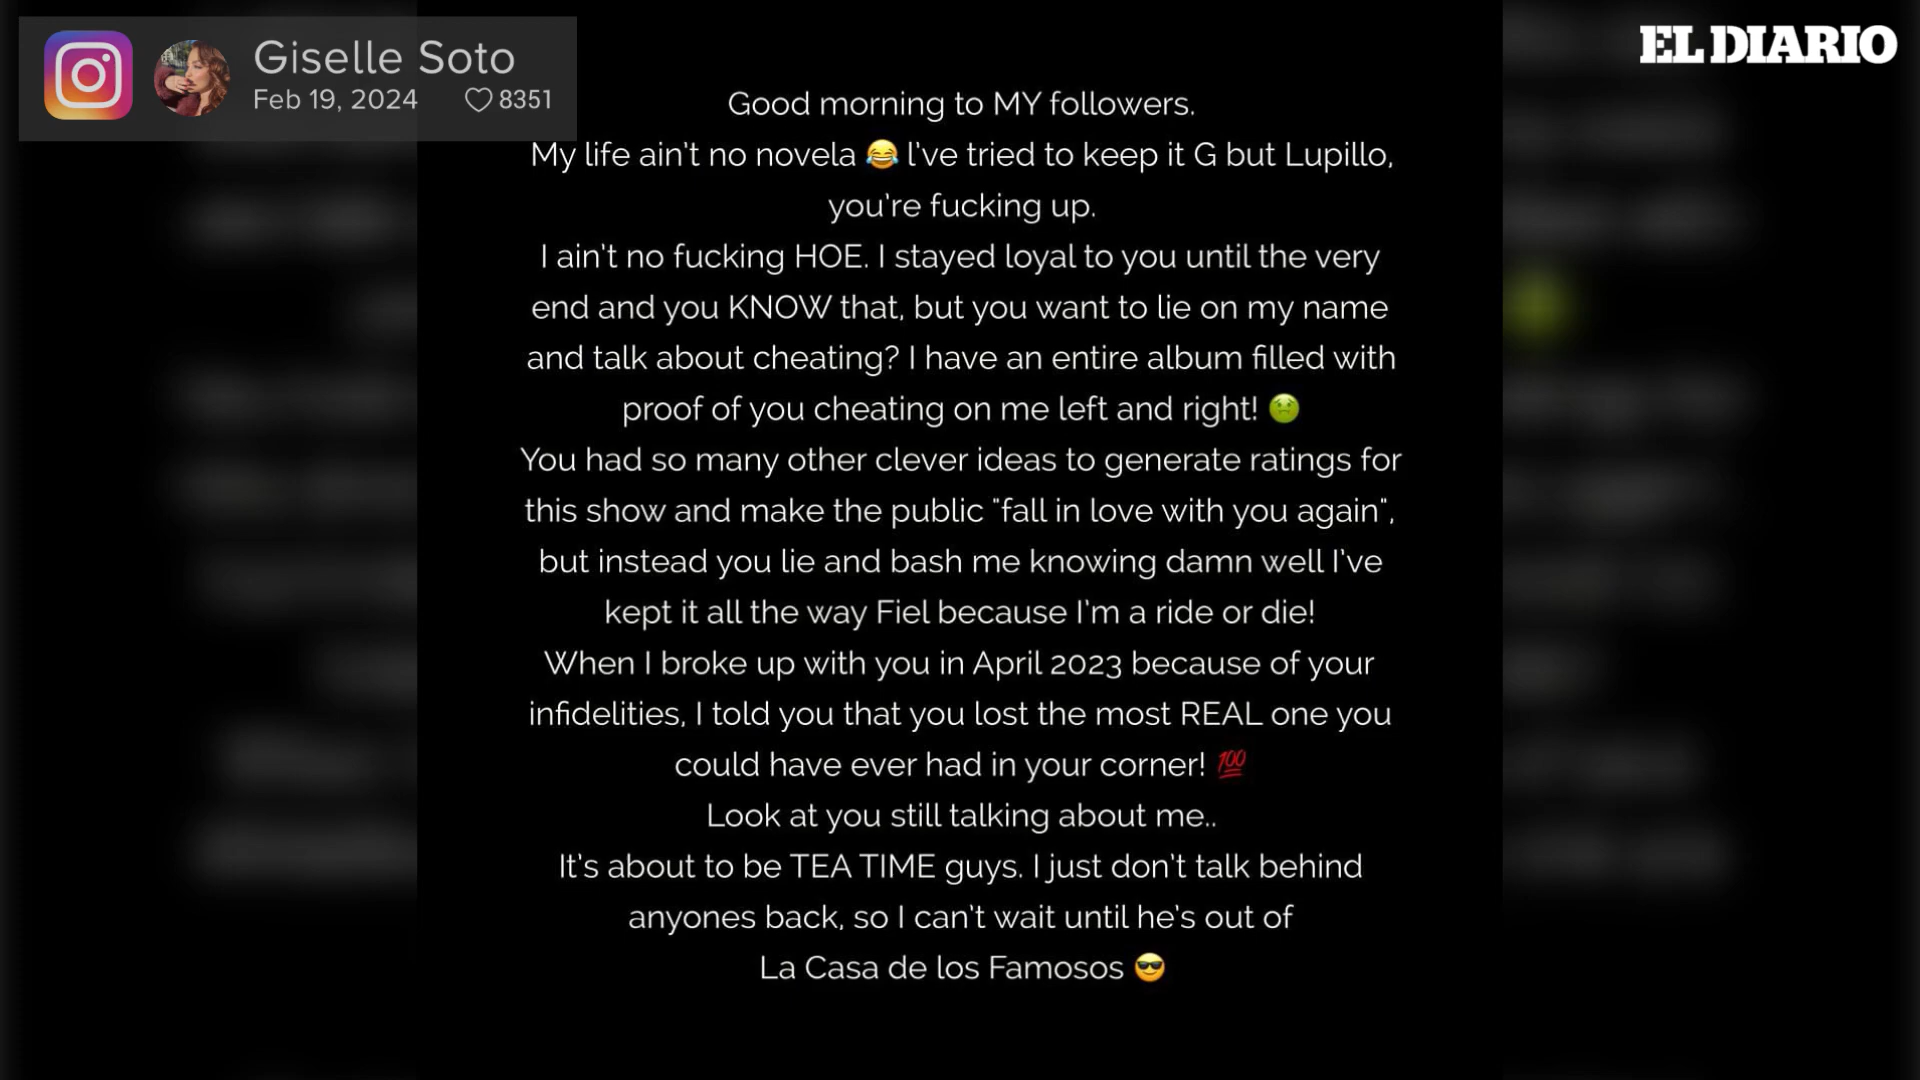 Giselle Soto
Feb 19, 2024 ♡ 8351
EL DIARIO
Good morning to MY followers.
My life ain't no novela 😂 I've tried to keep it G but Lupillo,
you're fucking up.
I ain't no fucking HOE. I stayed loyal to you until the very
end and you KNOW that, but you want to lie on my name
and talk about cheating? I have an entire album filled with
proof of you cheating on me left and right! 🤢
You had so many other clever ideas to generate ratings for
this show and make the public "fall in love with you again",
but instead you lie and bash me knowing damn well I've
kept it all the way Fiel because I'm a ride or die!
When I broke up with you in April 2023 because of your
infidelities, I told you that you lost the most REAL one you
could have ever had in your corner! 💯
Look at you still talking about me..
It's about to be TEA TIME guys. I just don't talk behind
anyones back, so I can't wait until he's out of
La Casa de los Famosos 😎